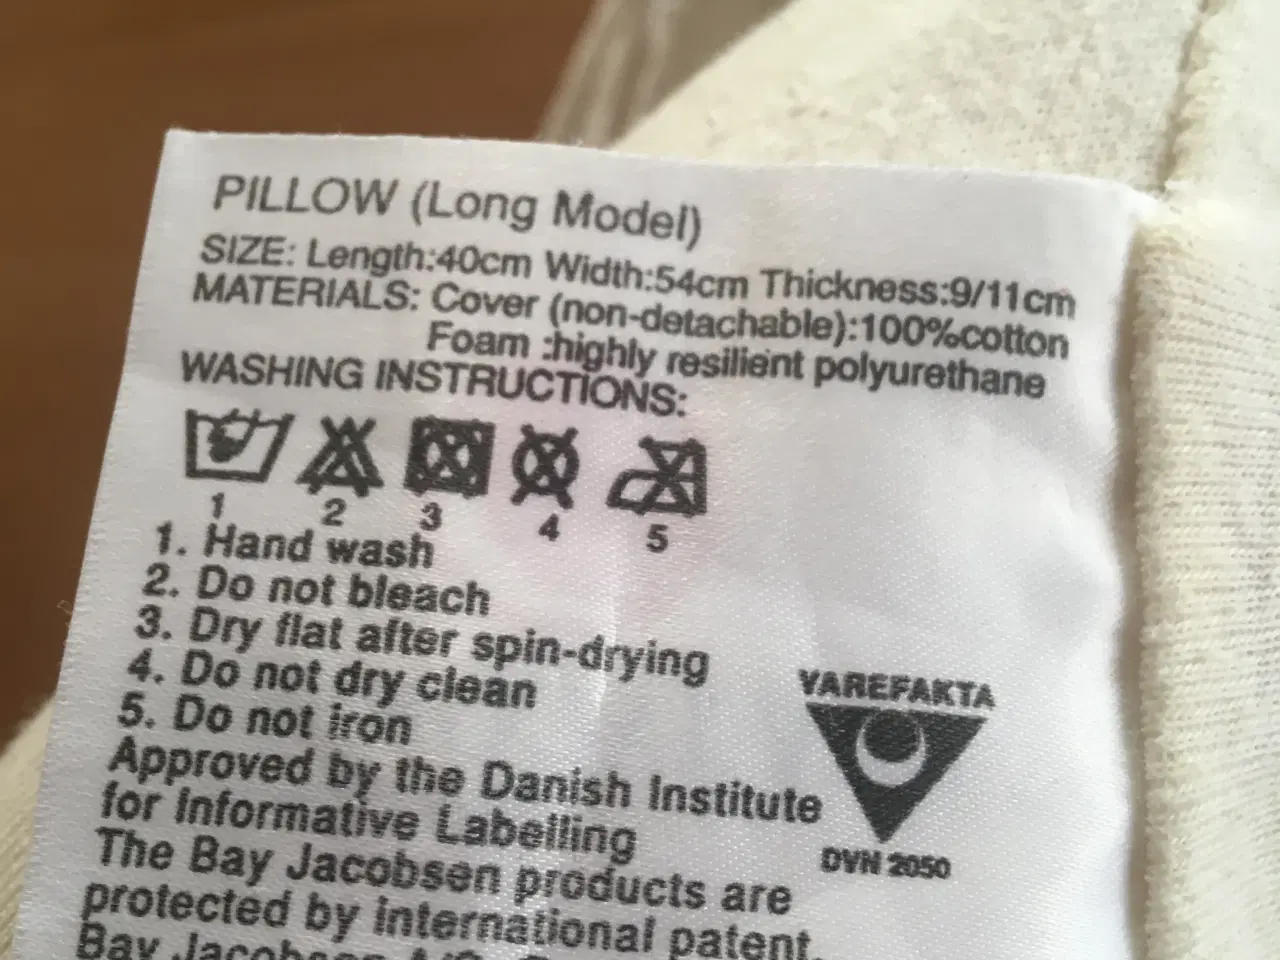 PILLOW (Long Model)
SIZE: Length:40cm Width:54cm Thickness:9/11cm
MATERIALS: Cover (non-detachable):100%cotton
Foam :highly resilient polyurethane
WASHING INSTRUCTIONS:
1 2 3 4 5
1. Hand wash
2. Do not bleach
3. Dry flat after spin-drying
4. Do not dry clean
5. Do not iron
Approved by the Danish Institute
for Informative Labelling
The Bay Jacobsen products are
protected by international patent.
Bay Jacobsen A/S
VAREFAKTA
DVN 2050